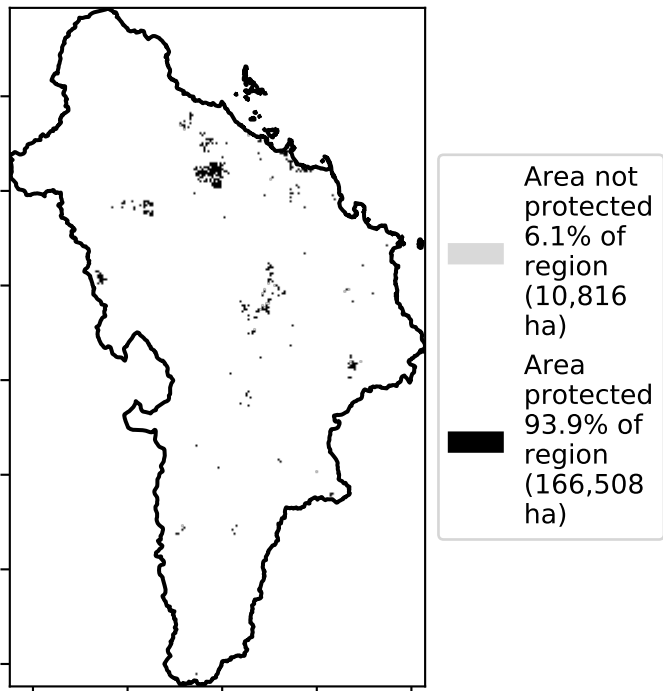 Area not
protected
6.1% of
region
(10,816
ha)
Area
protected
93.9% of
region
(166,508
ha)